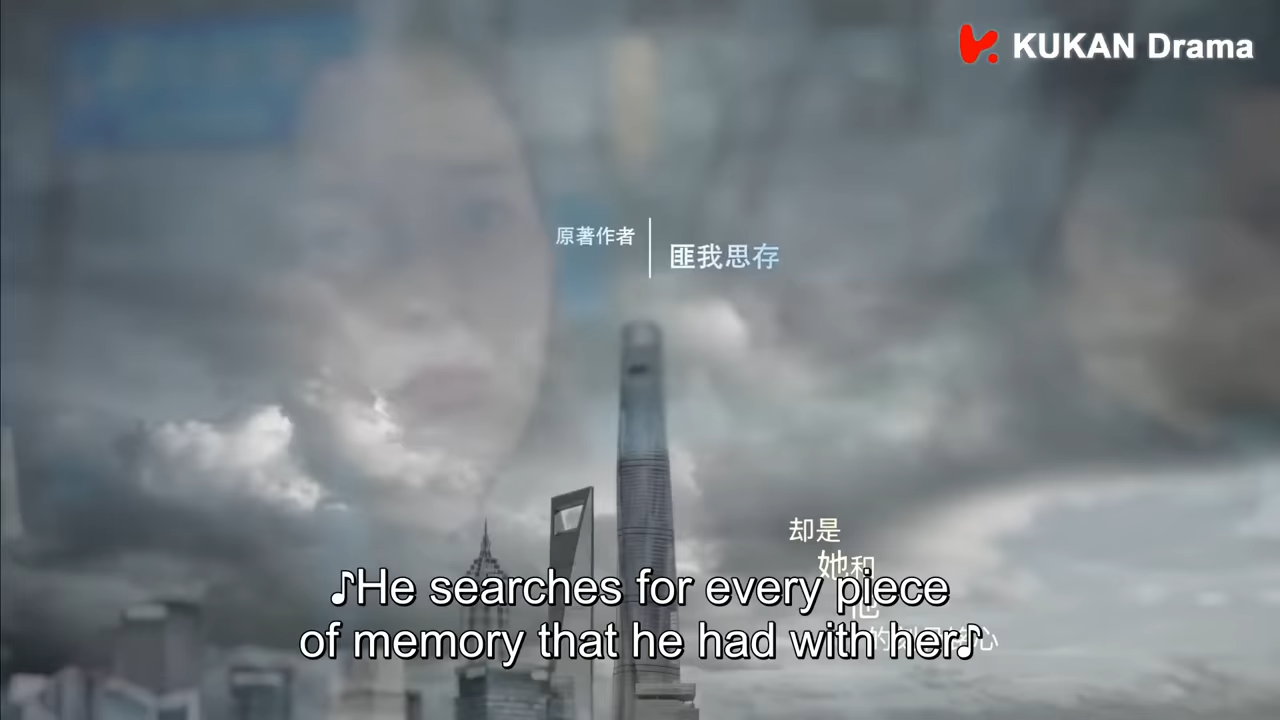 KUKAN Drama
原著作者
匪我思存
却是
她和
♪He searches for every piece
of memory that he had with her♪